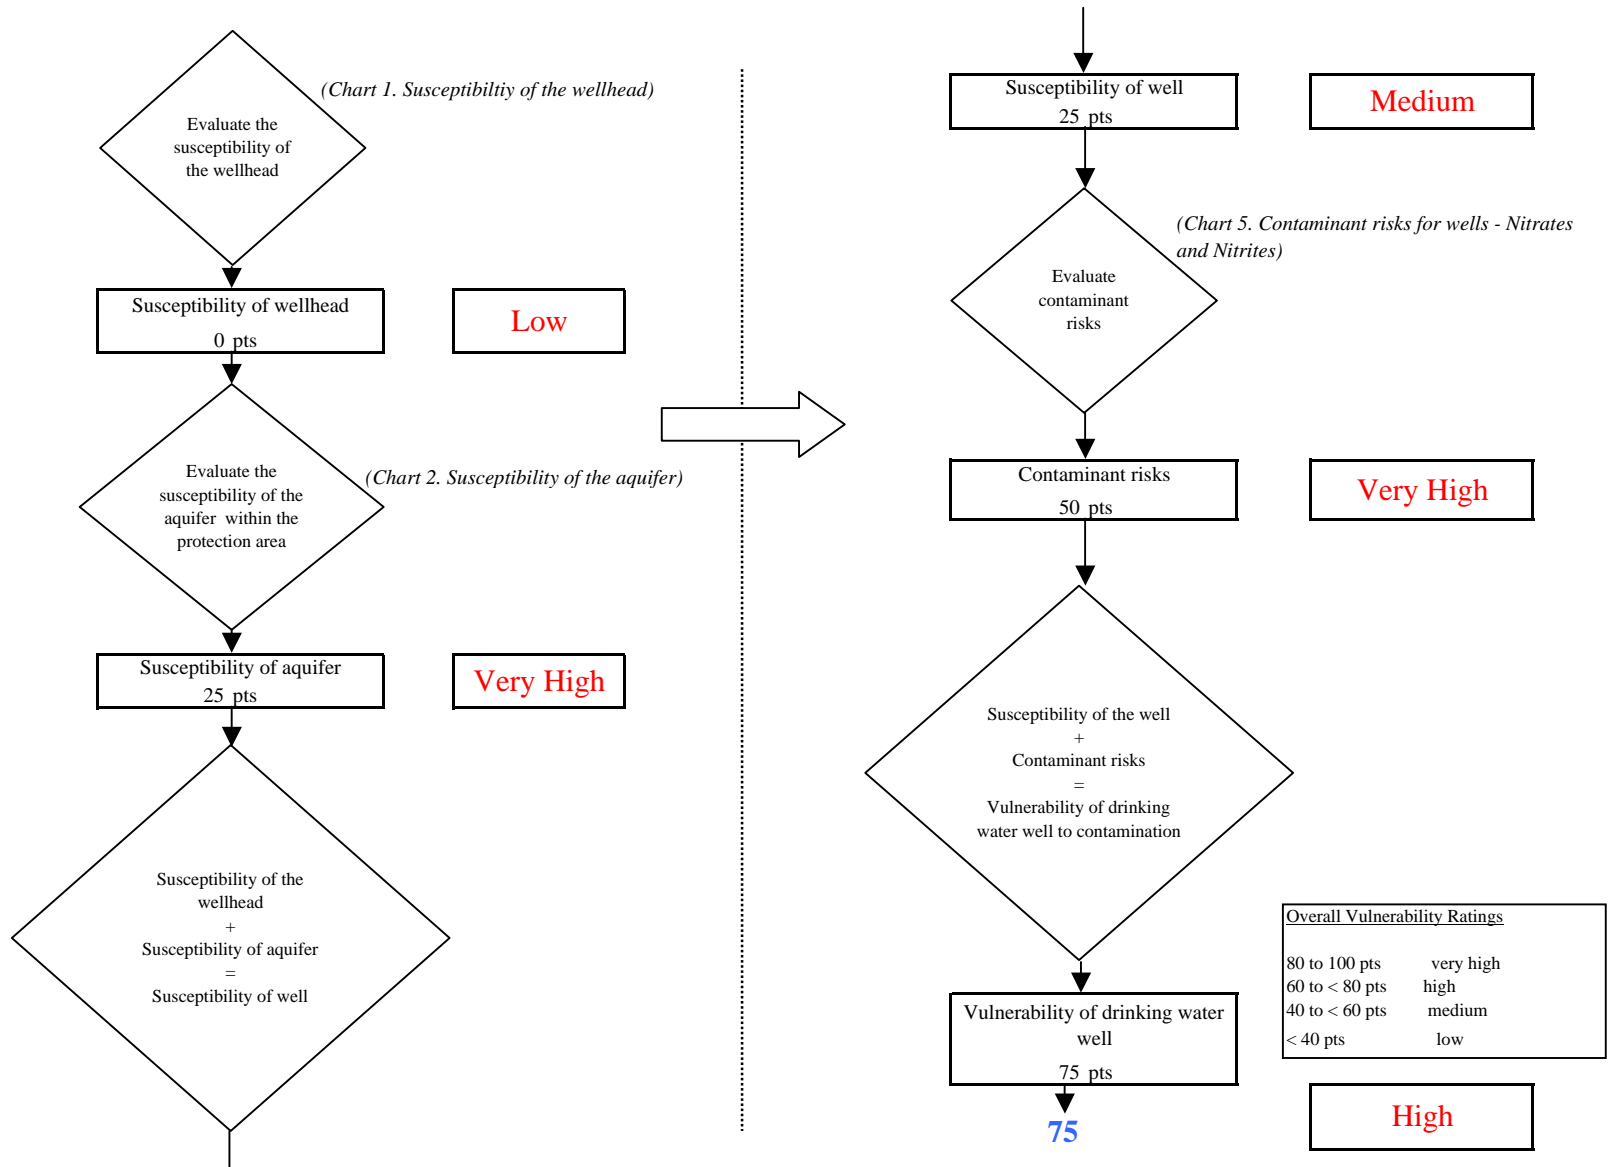 (Chart 1. Susceptibiltiy of the wellhead)
Evaluate the
susceptibility of
the wellhead
Susceptibility of wellhead
0 pts
Low
Evaluate the
susceptibility of the
aquifer within the
protection area
(Chart 2. Susceptibility of the aquifer)
Susceptibility of aquifer
25 pts
Very High
Susceptibility of the
wellhead
+
Susceptibility of aquifer
=
Susceptibility of well
Susceptibility of well
25 pts
Medium
(Chart 5. Contaminant risks for wells - Nitrates
and Nitrites)
Evaluate
contaminant
risks
Contaminant risks
50 pts
Very High
Susceptibility of the well
+
Contaminant risks
=
Vulnerability of drinking
water well to contamination
Overall Vulnerability Ratings
80 to 100 pts very high
60 to < 80 pts high
40 to < 60 pts medium
< 40 pts low
Vulnerability of drinking water
well
75 pts
75
High